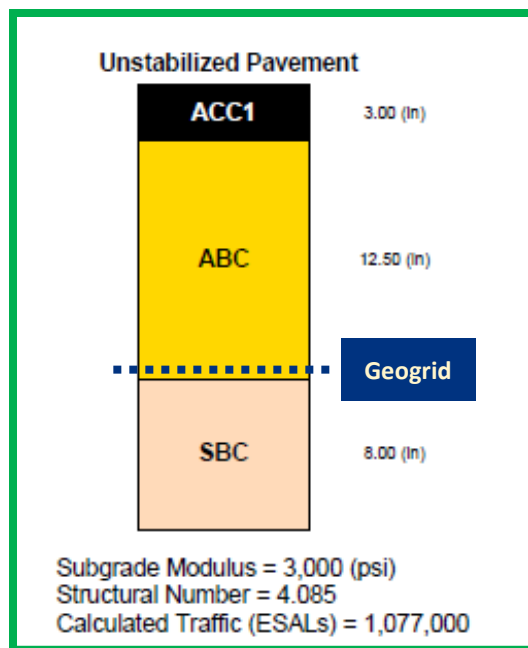 Unstabilized Pavement
ACC1
3.00 (in)
ABC
12.50 (in)
Geogrid
SBC
8.00 (in)
Subgrade Modulus = 3,000 (psi)
Structural Number = 4.085
Calculated Traffic (ESALs) = 1,077,000